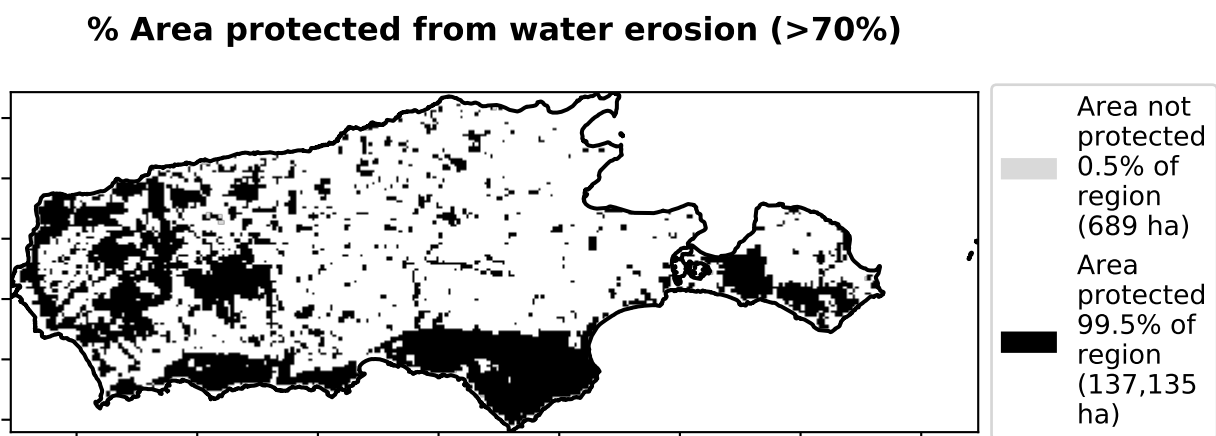 % Area protected from water erosion (>70%)
Area not
protected
0.5% of
region
(689 ha)
Area
protected
99.5% of
region
(137,135
ha)